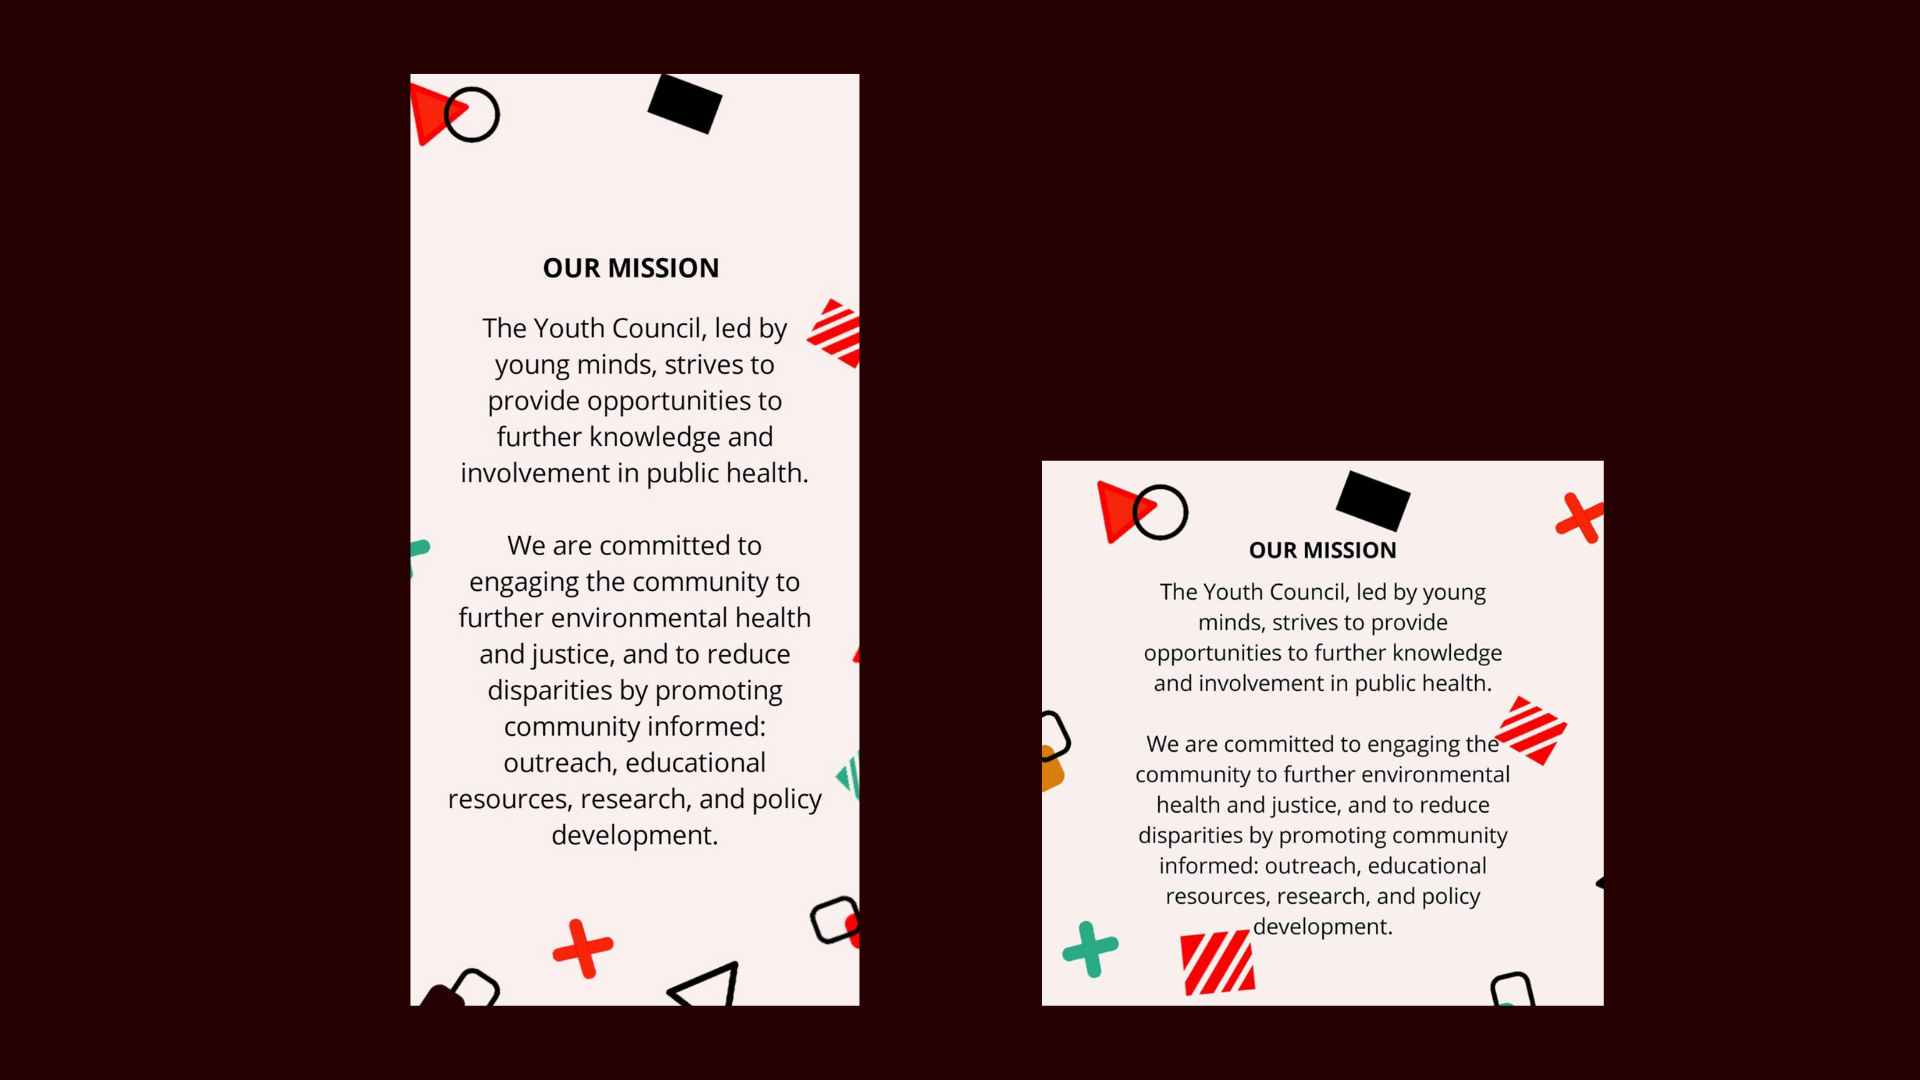 OUR MISSION
The Youth Council, led by
young minds, strives to
provide opportunities to
further knowledge and
involvement in public health.
We are committed to
engaging the community to
further environmental health
and justice, and to reduce
disparities by promoting
community informed:
outreach, educational
resources, research, and policy
development.
OUR MISSION
The Youth Council, led by young
minds, strives to provide
opportunities to further knowledge
and involvement in public health.
We are committed to engaging the
community to further environmental
health and justice, and to reduce
disparities by promoting community
informed: outreach, educational
resources, research, and policy
development.